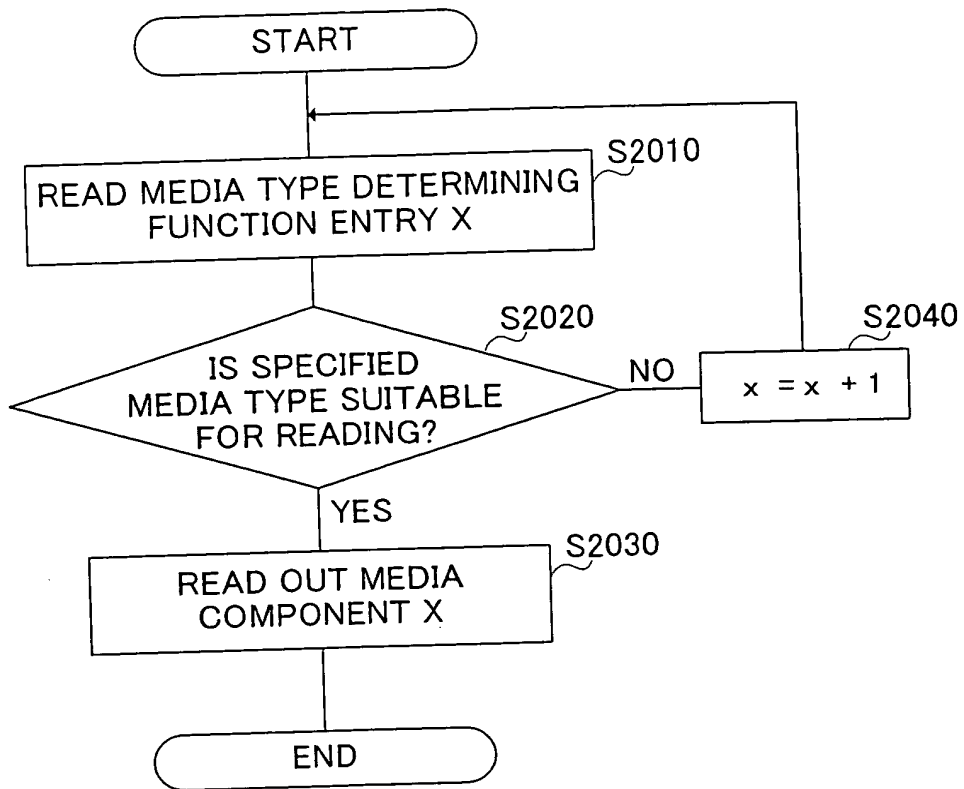 START
S2010
READ MEDIA TYPE DETERMINING
FUNCTION ENTRY X
S2020
IS SPECIFIED
MEDIA TYPE SUITABLE
FOR READING?
NO
S2040
x = x + 1
YES
S2030
READ OUT MEDIA
COMPONENT X
END